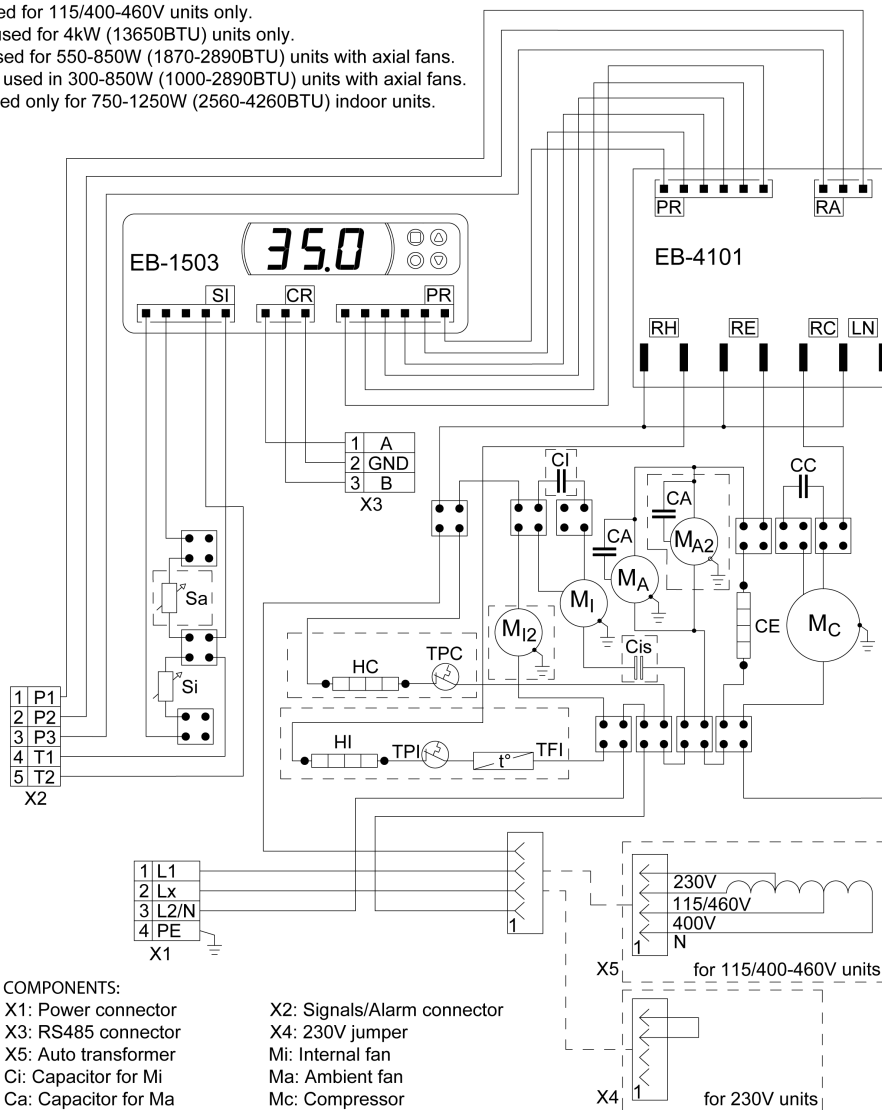 ed for 115/400-460V units only.
used for 4kW (13650BTU) units only.
sed for 550-850W (1870-2890BTU) units with axial fans.
used in 300-850W (1000-2890BTU) units with axial fans.
ed only for 750-1250W (2560-4260BTU) indoor units.
PR
RA
EB-4101
35.0
EB-1503
SI
CR
PR
RH
RE
RC
LN
1 A
2 GND
3 B
X3
Ci
CA
CA
CC
MA2
MA
MI
MI2
MC
CE
Sa
Si
Cis
HC
TPC
HI
TPI
t°
TFI
1 P1
2 P2
3 P3
4 T1
5 T2
X2
1 L1
2 Lx
3 L2/N
4 PE
X1
1
230V
115/460V
400V
N
1
X5
for 115/400-460V units
1
X4
for 230V units
COMPONENTS:
X1: Power connector
X2: Signals/Alarm connector
X3: RS485 connector
X4: 230V jumper
X5: Auto transformer
Mi: Internal fan
Ci: Capacitor for Mi
Ma: Ambient fan
Ca: Capacitor for Ma
Mc: Compressor